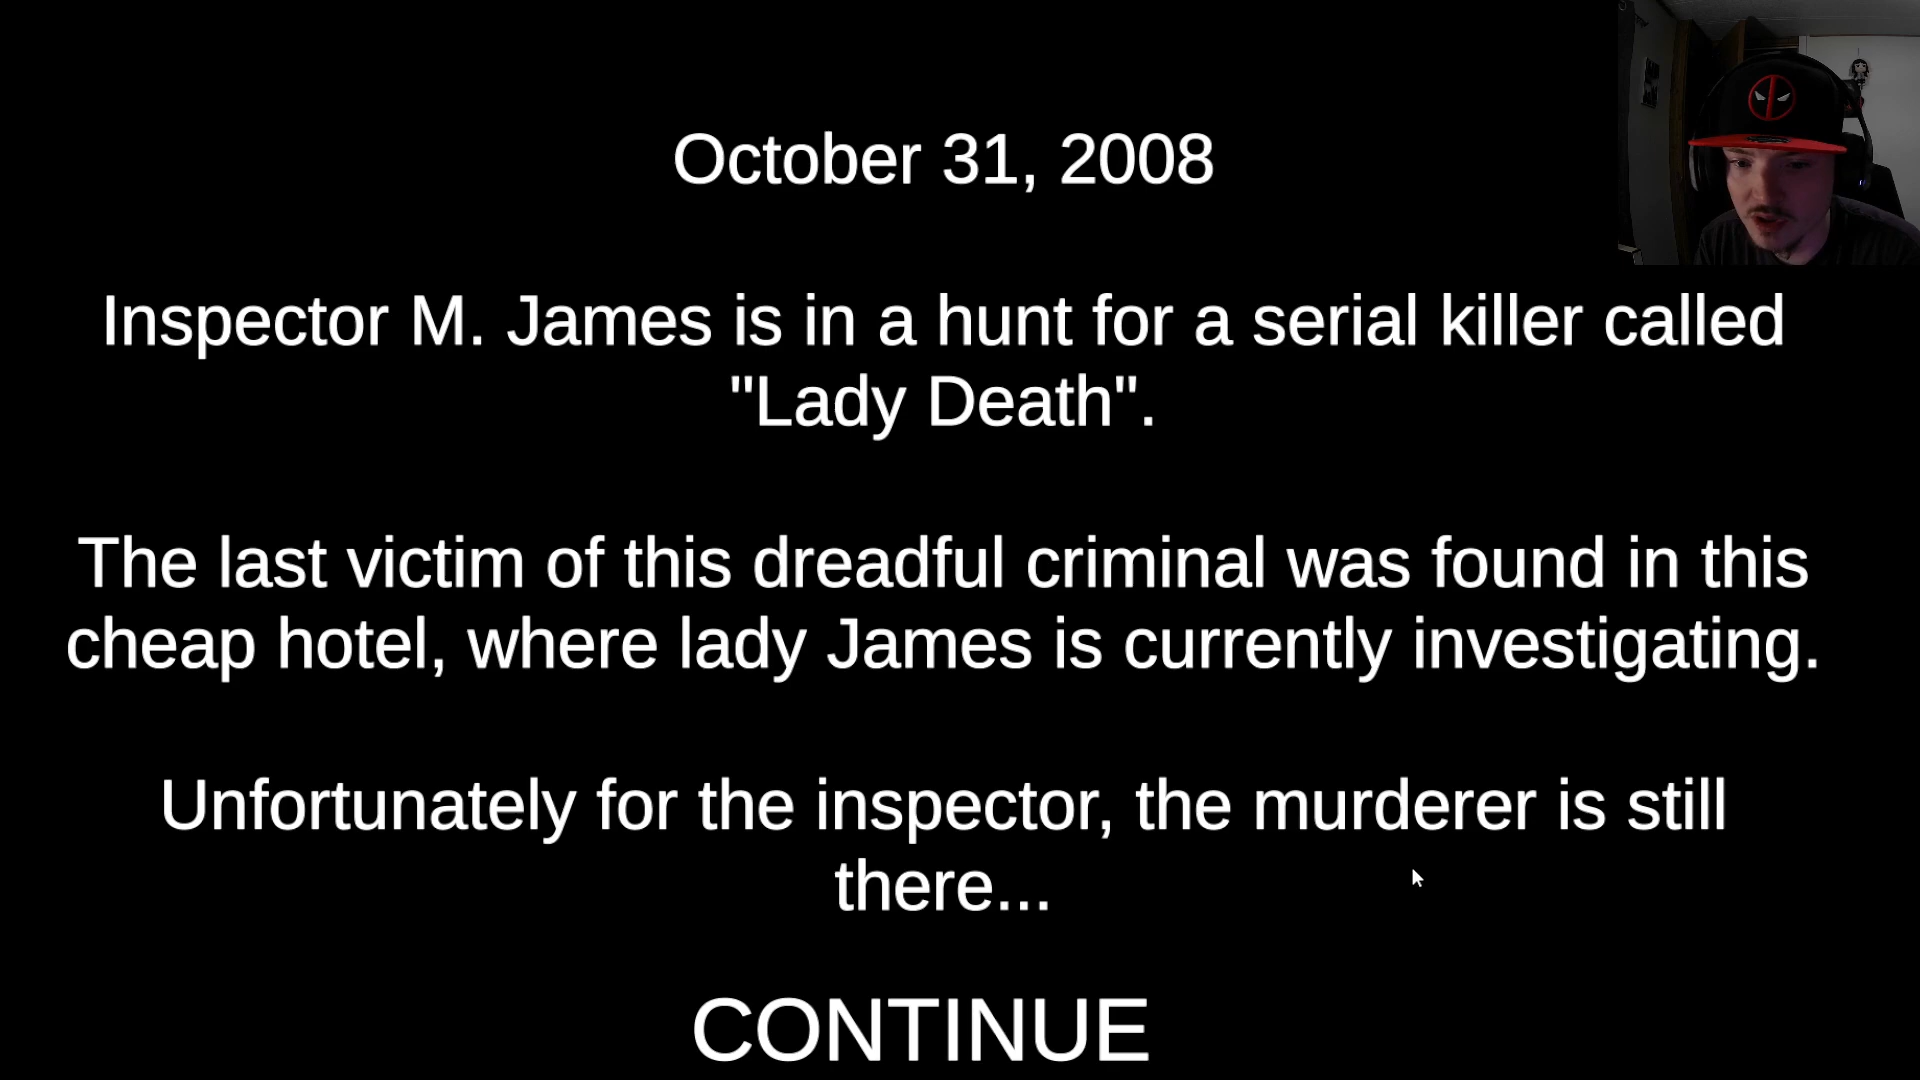 October 31, 2008
Inspector M. James is in a hunt for a serial killer called
"Lady Death".
The last victim of this dreadful criminal was found in this
cheap hotel, where lady James is currently investigating.
Unfortunately for the inspector, the murderer is still
there...
CONTINUE